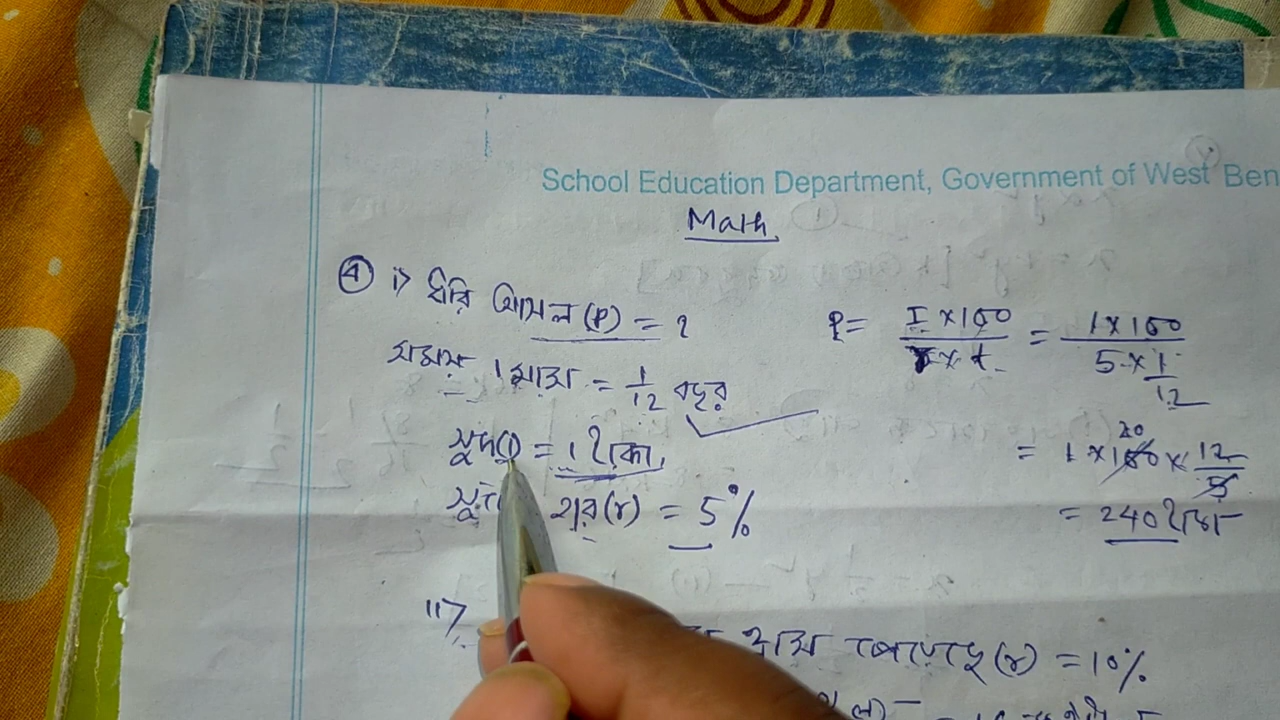 School Education Department, Government of West Ben
Math
④ i> ধরি আসল (P) = ?
সময় 1 মাস = 1/12 বছর
সুদ (I) = 1 টাকা
হার (r) = 5%
P = I × 100 / r × t = 1 × 100 / 5 × 1/12
= 1 × 100 × 12/5 20
= 240 টাকা
ii>
পেয়েছে (r) = 10%